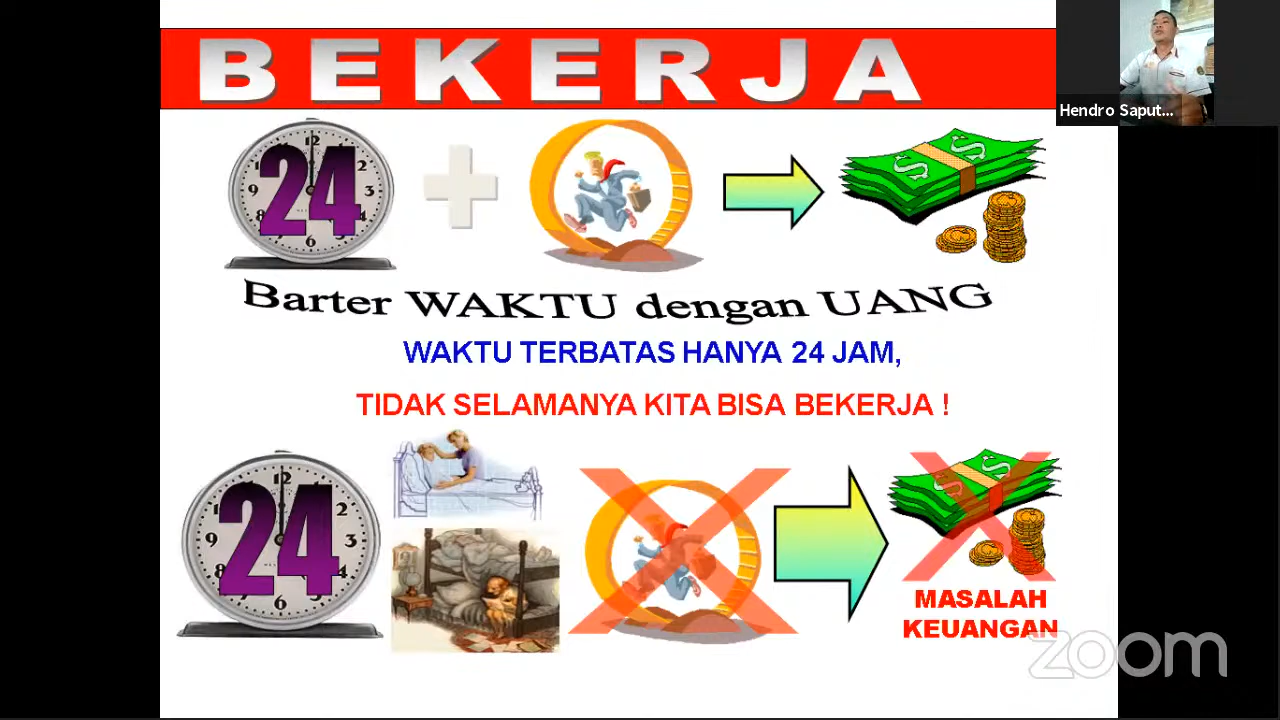 BEKERJA
Hendro Saput...
24
24
Barter WAKTU dengan UANG
WAKTU TERBATAS HANYA 24 JAM,
TIDAK SELAMANYA KITA BISA BEKERJA !
24
MASALAH
KEUANGAN
zoom